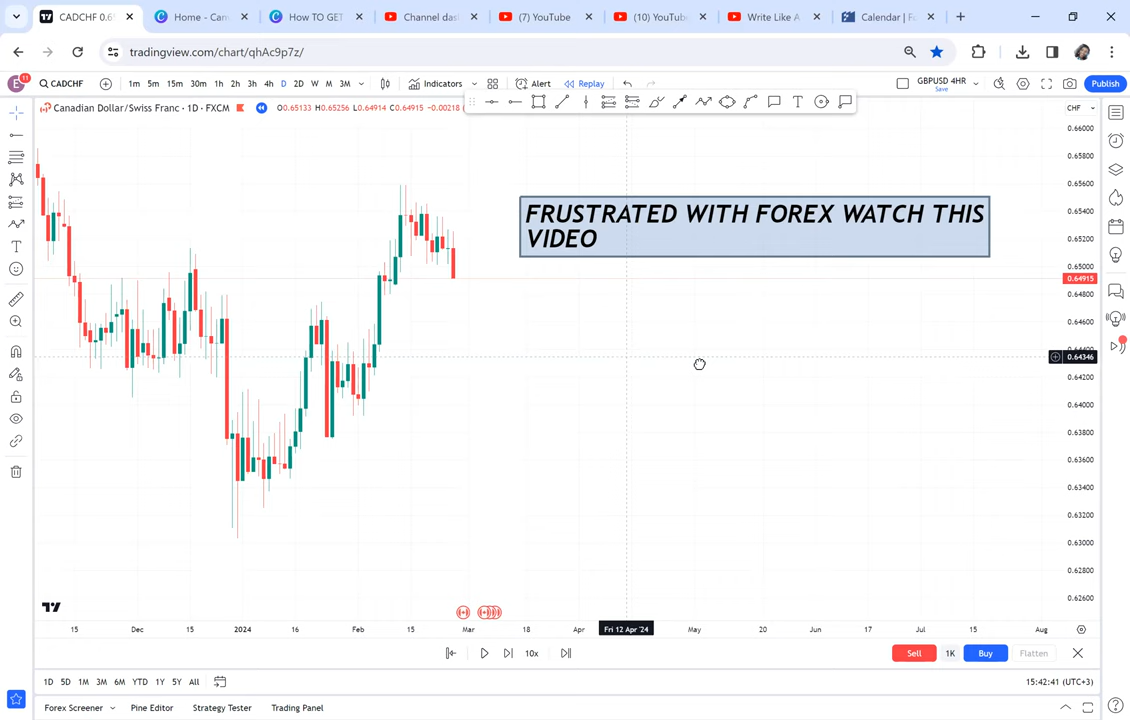 CADCHF 0.6
Home - Can
How TO GET
Channel das
(7) YouTube
(10) YouTube
Write Like A
Calendar | Fo
tradingview.com/chart/qhAc9p7z/
E 11 CADCHF 1m 5m 15m 30m 1h 2h 3h 4h D 2D W M 3M Indicators Alert Replay GBPUSD 4HR Save Publish
Canadian Dollar/Swiss Franc · 1D · FXCM O0.65133 H0.65256 L0.64914 C0.64915 -0.00218
CHF
0.66000
0.65800
0.65600
0.65400
0.65200
0.65000
0.64915
0.64800
0.64600
0.64346
0.64200
0.64000
0.63800
0.63600
0.63400
0.63200
0.63000
0.62800
0.62600
FRUSTRATED WITH FOREX WATCH THIS
VIDEO
15 Dec 15 2024 16 Feb 15 Mar 18 Apr Fri 12 Apr '24 May 20 Jun 17 Jul 15 Aug
10x Sell 1K Buy Flatten
1D 5D 1M 3M 6M YTD 1Y 5Y All 15:42:41 (UTC+3)
Forex Screener Pine Editor Strategy Tester Trading Panel